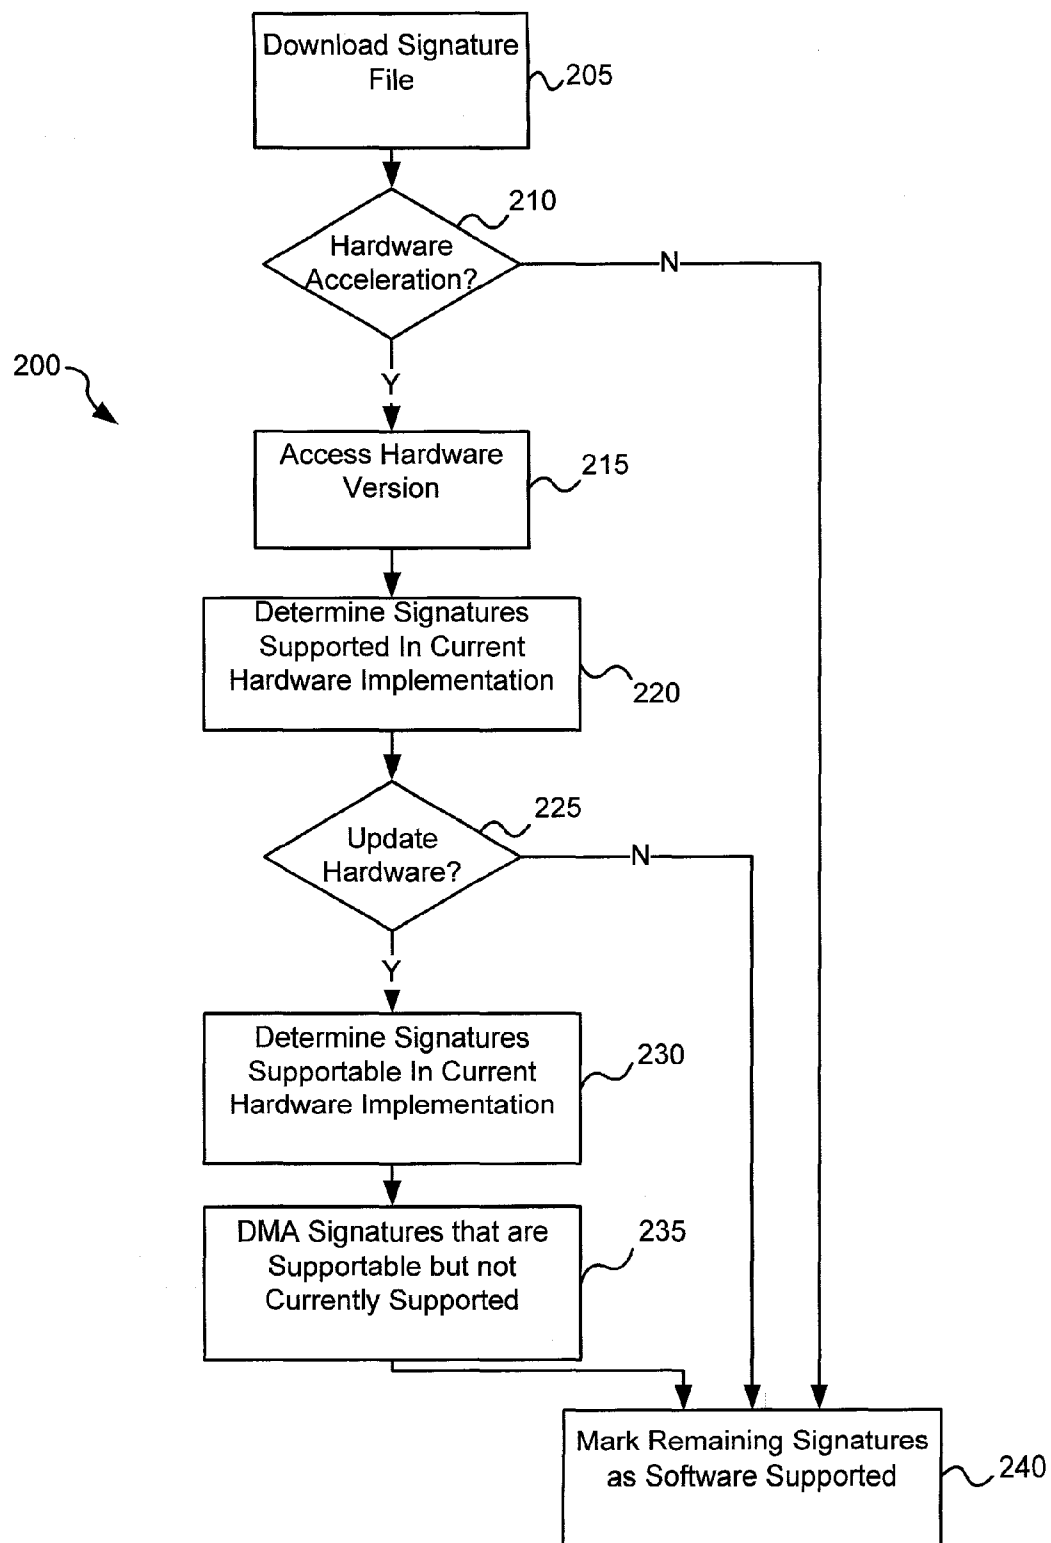 Download Signature
File
205
210
Hardware
Acceleration?
N
200
Y
Access Hardware
Version
215
Determine Signatures
Supported In Current
Hardware Implementation
220
225
Update
Hardware?
N
Y
Determine Signatures
Supportable In Current
Hardware Implementation
230
DMA Signatures that are
Supportable but not
Currently Supported
235
Mark Remaining Signatures
as Software Supported
240